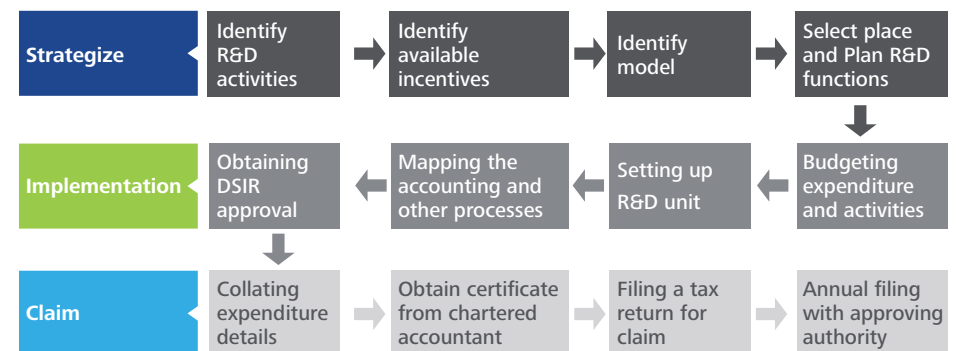 Strategize
Identify
R&D
activities
Identify
available
incentives
Identify
model
Select place
and Plan R&D
functions
Implementation
Obtaining
DSIR
approval
Mapping the
accounting and
other processes
Setting up
R&D unit
Budgeting
expenditure
and activities
Claim
Collating
expenditure
details
Obtain certificate
from chartered
accountant
Filing a tax
return for
claim
Annual filing
with approving
authority